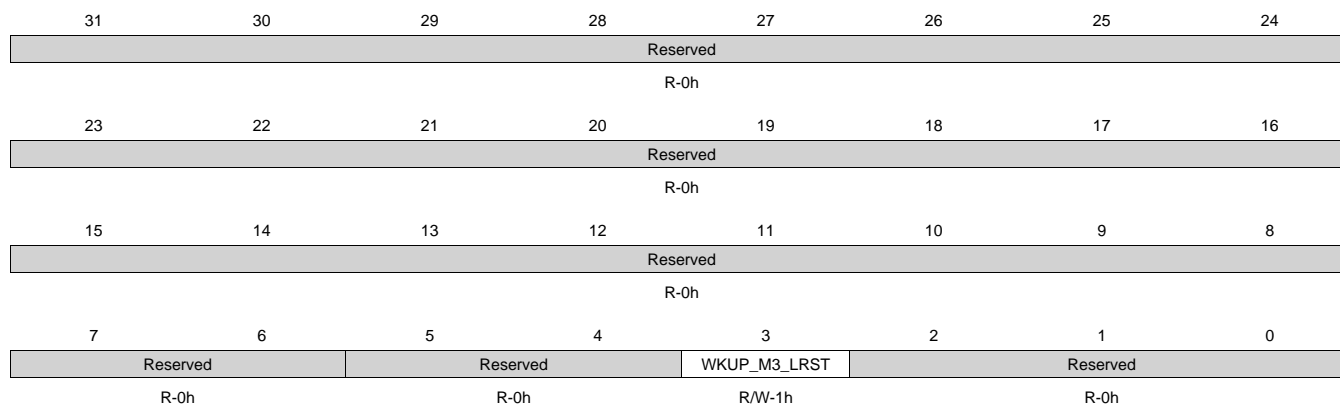 31 30 29 28 27 26 25 24
Reserved
R-0h
23 22 21 20 19 18 17 16
Reserved
R-0h
15 14 13 12 11 10 9 8
Reserved
R-0h
7 6 5 4 3 2 1 0
Reserved Reserved WKUP_M3_LRST Reserved
R-0h R-0h R/W-1h R-0h